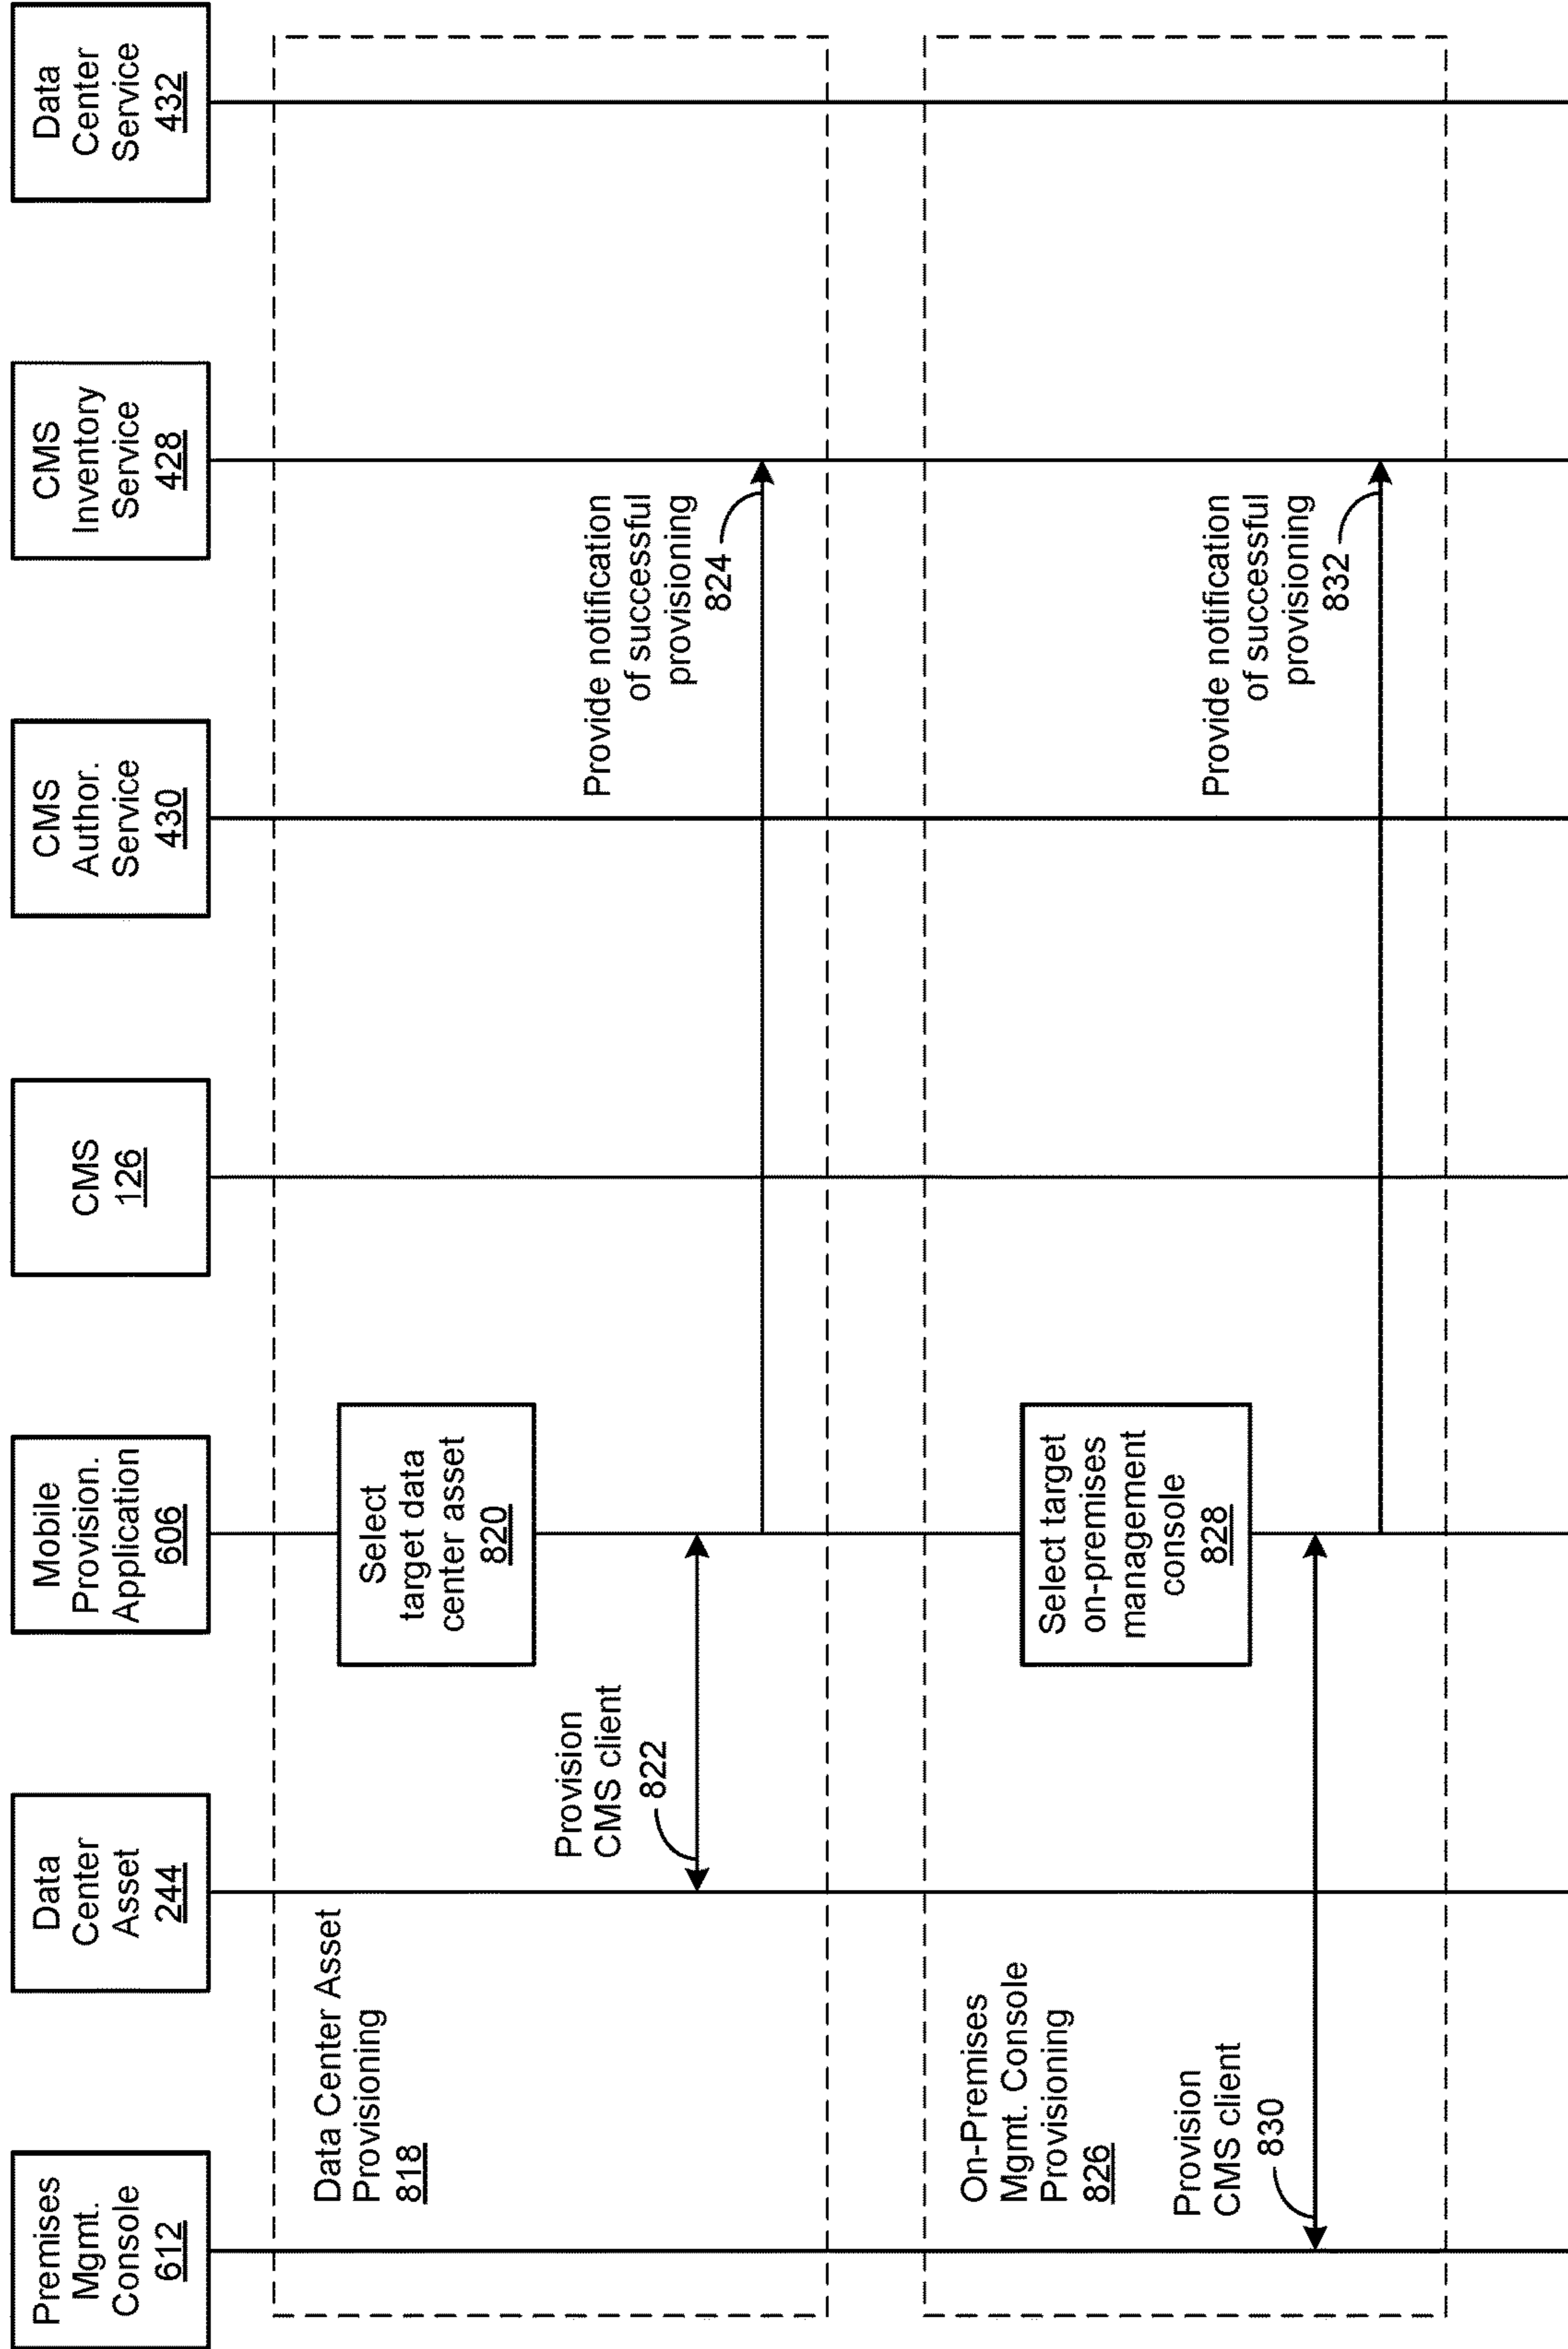 Premises
Mgmt.
Console
612
Data
Center
Asset
244
Mobile
Provision.
Application
606
CMS
126
CMS
Author.
Service
430
CMS
Inventory
Service
428
Data
Center
Service
432
Data Center Asset
Provisioning
818
Select
target data
center asset
820
Provision
CMS client
822
Provide notification
of successful
provisioning
824
On-Premises
Mgmt. Console
Provisioning
826
Select target
on-premises
management
console
828
Provision
CMS client
830
Provide notification
of successful
provisioning
832